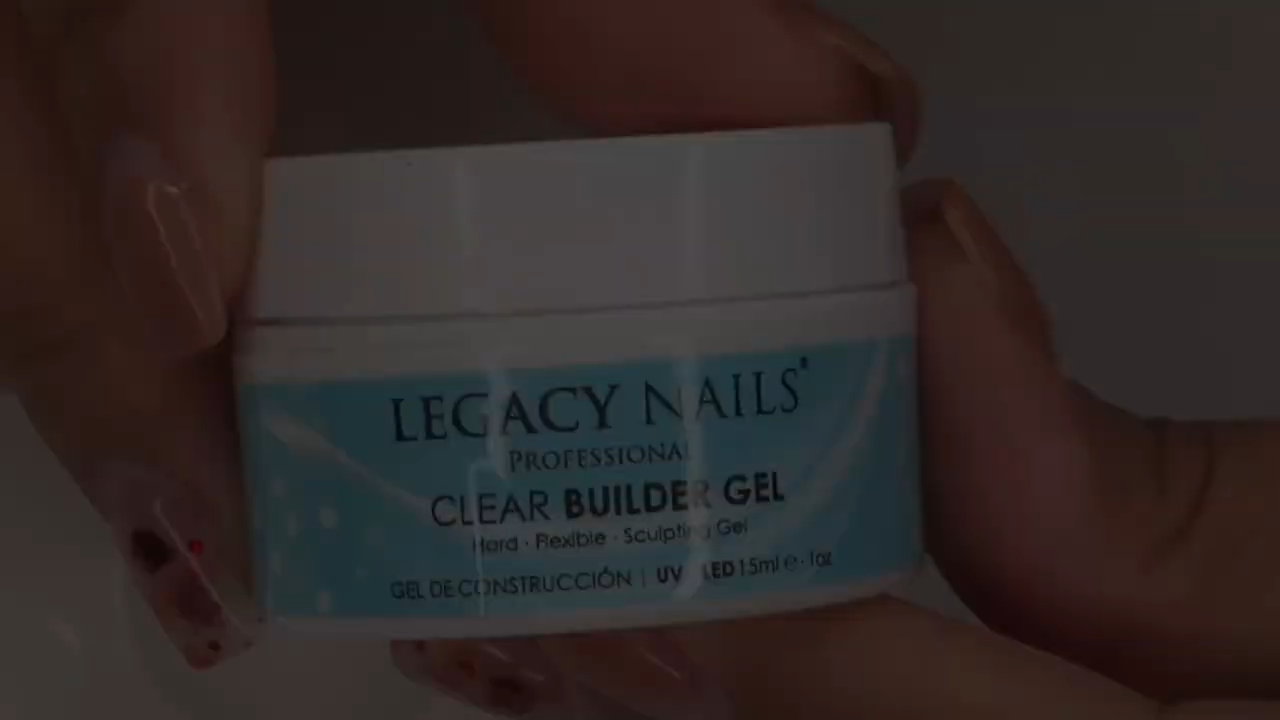 LEGACY NAILS®
PROFESSIONAL
CLEAR BUILDER GEL
Hard · Flexible · Sculpting Gel
GEL DE CONSTRUCCIÓN | UV LED 15ml ℮ · 1oz